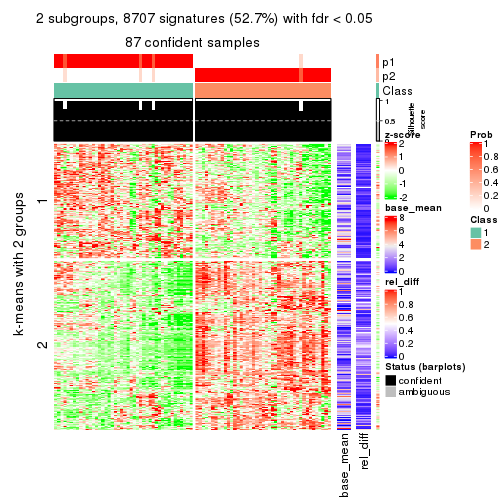 2 subgroups, 8707 signatures (52.7%) with fdr < 0.05
87 confident samples
p1
p2
Class
1
0.5
0
Silhouette
score
k-means with 2 groups
1
2
base_mean
rel_diff
z-score
2
1
0
-1
-2
base_mean
8
6
4
2
0
rel_diff
1
0.8
0.6
0.4
0.2
0
Status (barplots)
confident
ambiguous
Prob
1
0.8
0.6
0.4
0.2
0
Class
1
2